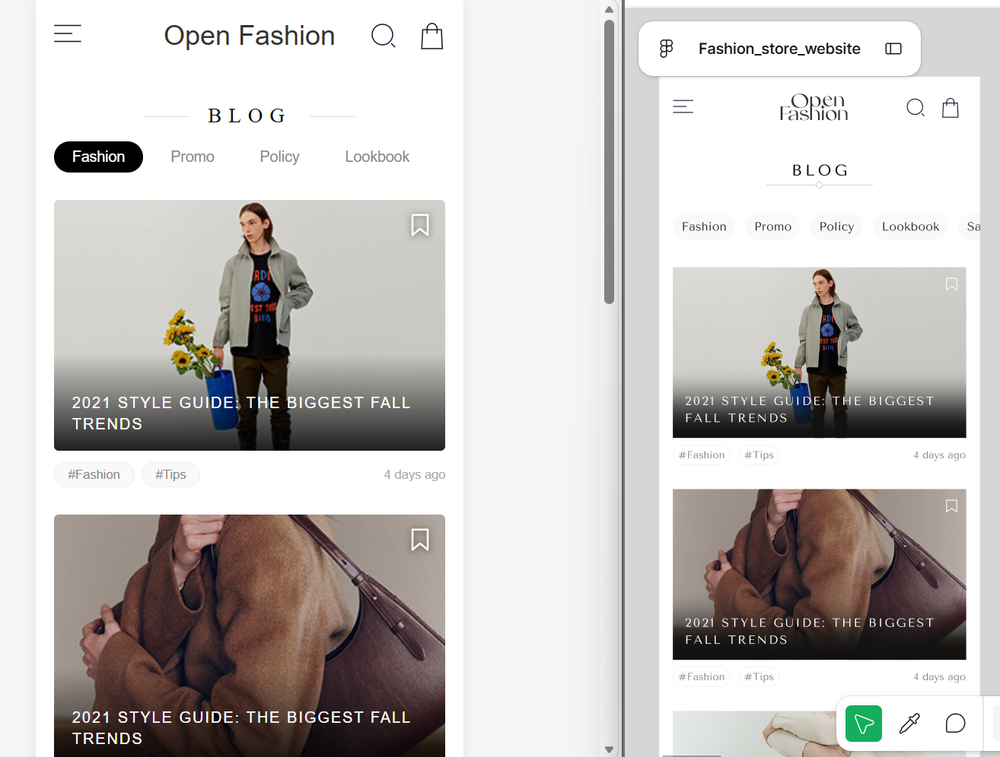 Open Fashion
BLOG
Fashion Promo Policy Lookbook
2021 STYLE GUIDE: THE BIGGEST FALL
TRENDS
#Fashion #Tips 4 days ago
2021 STYLE GUIDE: THE BIGGEST FALL
TRENDS
Fashion_store_website
Open
Fashion
BLOG
Fashion Promo Policy Lookbook Sa
2021 STYLE GUIDE: THE BIGGEST
FALL TRENDS
#Fashion #Tips 4 days ago
2021 STYLE GUIDE: THE BIGGEST
FALL TRENDS
#Fashion #Tips 4 days ago